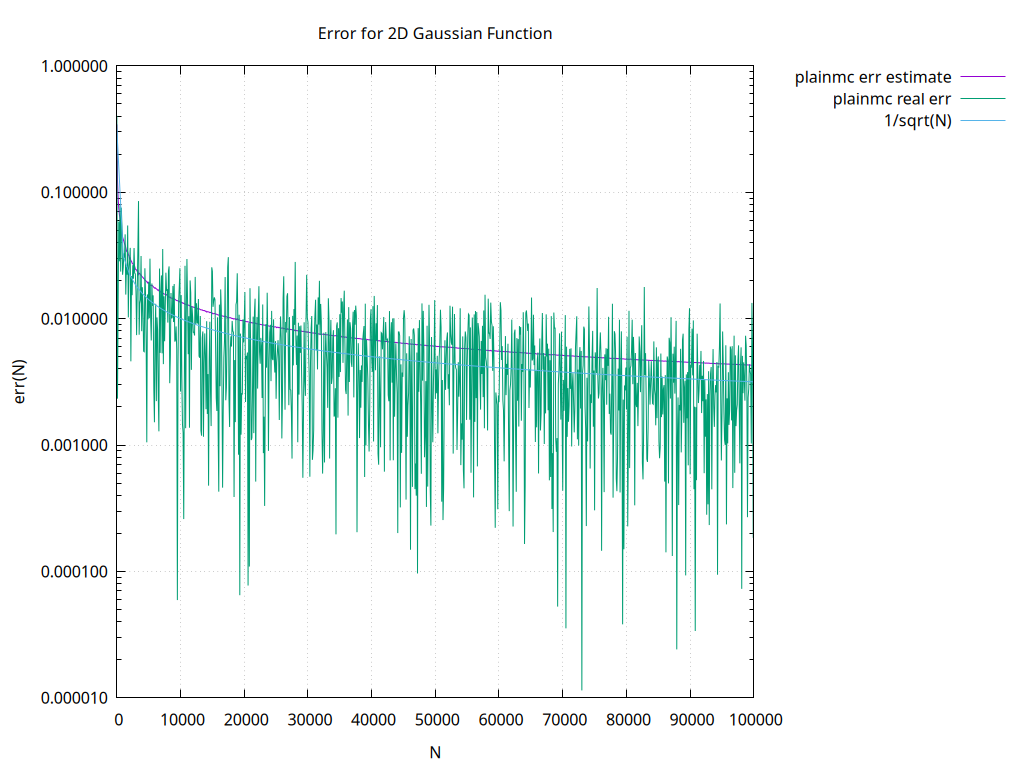 Error for 2D Gaussian Function
plainmc err estimate
plainmc real err
1/sqrt(N)
1.000000
0.100000
0.010000
0.001000
0.000100
0.000010
err(N)
0 10000 20000 30000 40000 50000 60000 70000 80000 90000 100000
N